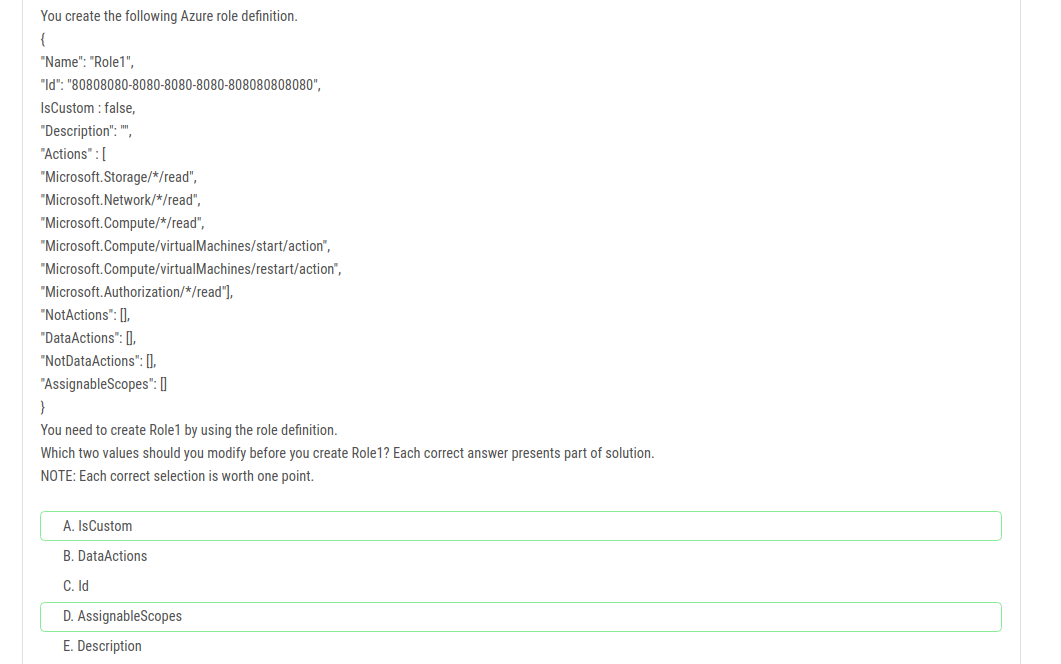 You create the following Azure role definition.
{
"Name": "Role1",
"Id": "80808080-8080-8080-8080-808080808080",
IsCustom : false,
"Description": "",
"Actions" : [
"Microsoft.Storage/*/read",
"Microsoft.Network/*/read",
"Microsoft.Compute/*/read",
"Microsoft.Compute/virtualMachines/start/action",
"Microsoft.Compute/virtualMachines/restart/action",
"Microsoft.Authorization/*/read"],
"NotActions": [],
"DataActions": [],
"NotDataActions": [],
"AssignableScopes": []
}
You need to create Role1 by using the role definition.
Which two values should you modify before you create Role1? Each correct answer presents part of solution.
NOTE: Each correct selection is worth one point.
A. IsCustom
B. DataActions
C. Id
D. AssignableScopes
E. Description